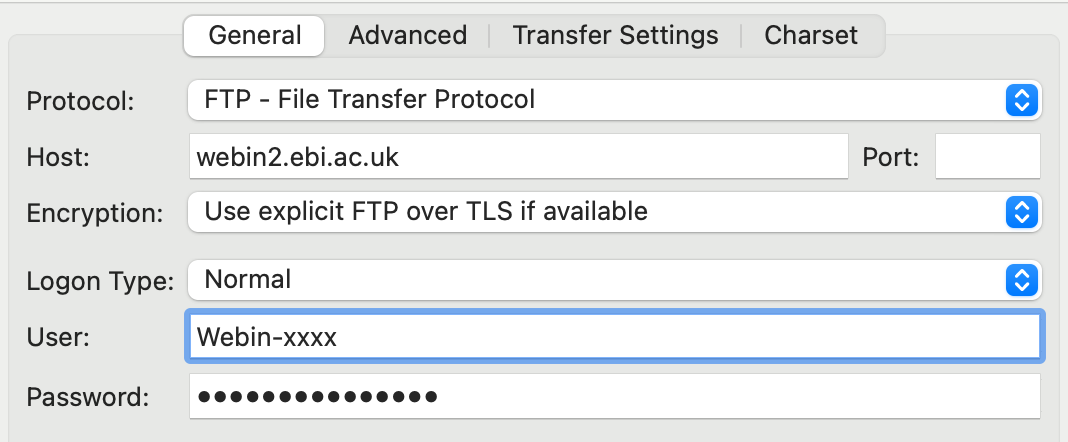 General Advanced Transfer Settings Charset
Protocol: FTP - File Transfer Protocol
Host: webin2.ebi.ac.uk Port:
Encryption: Use explicit FTP over TLS if available
Logon Type: Normal
User: Webin-xxxx
Password: ●●●●●●●●●●●●●●●